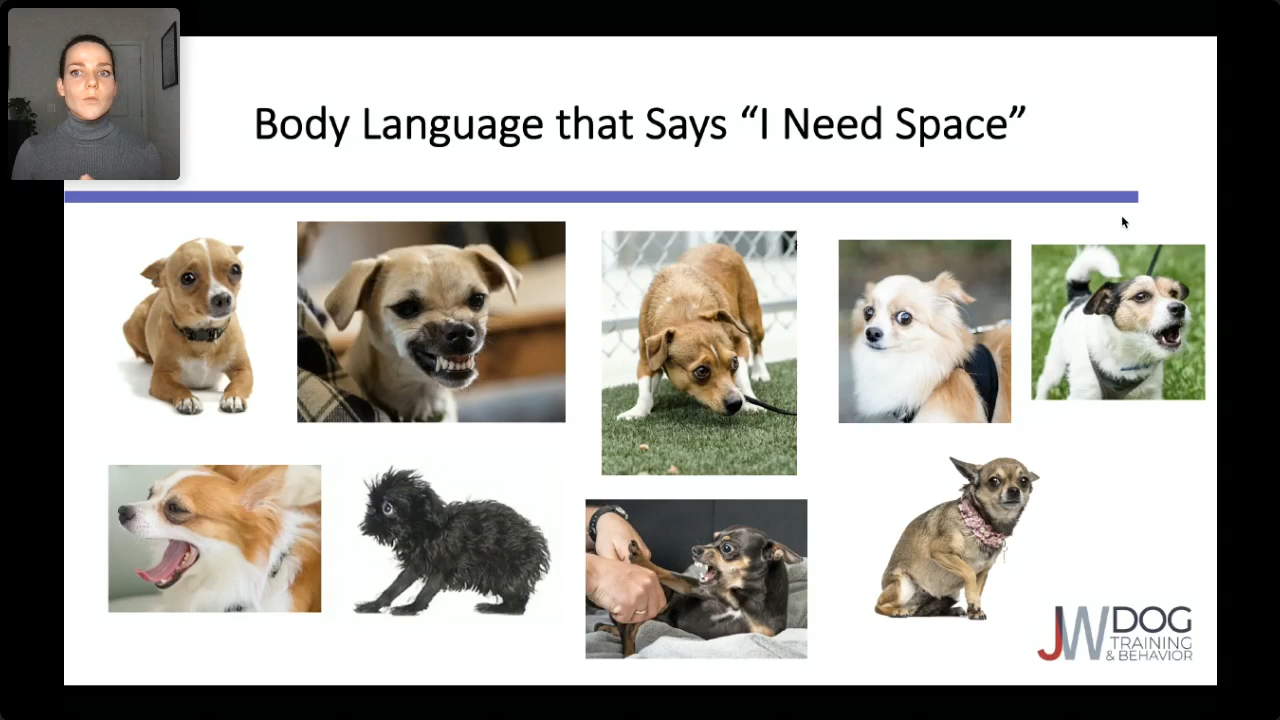 Body Language that Says “I Need Space”
JW DOG
TRAINING
& BEHAVIOR